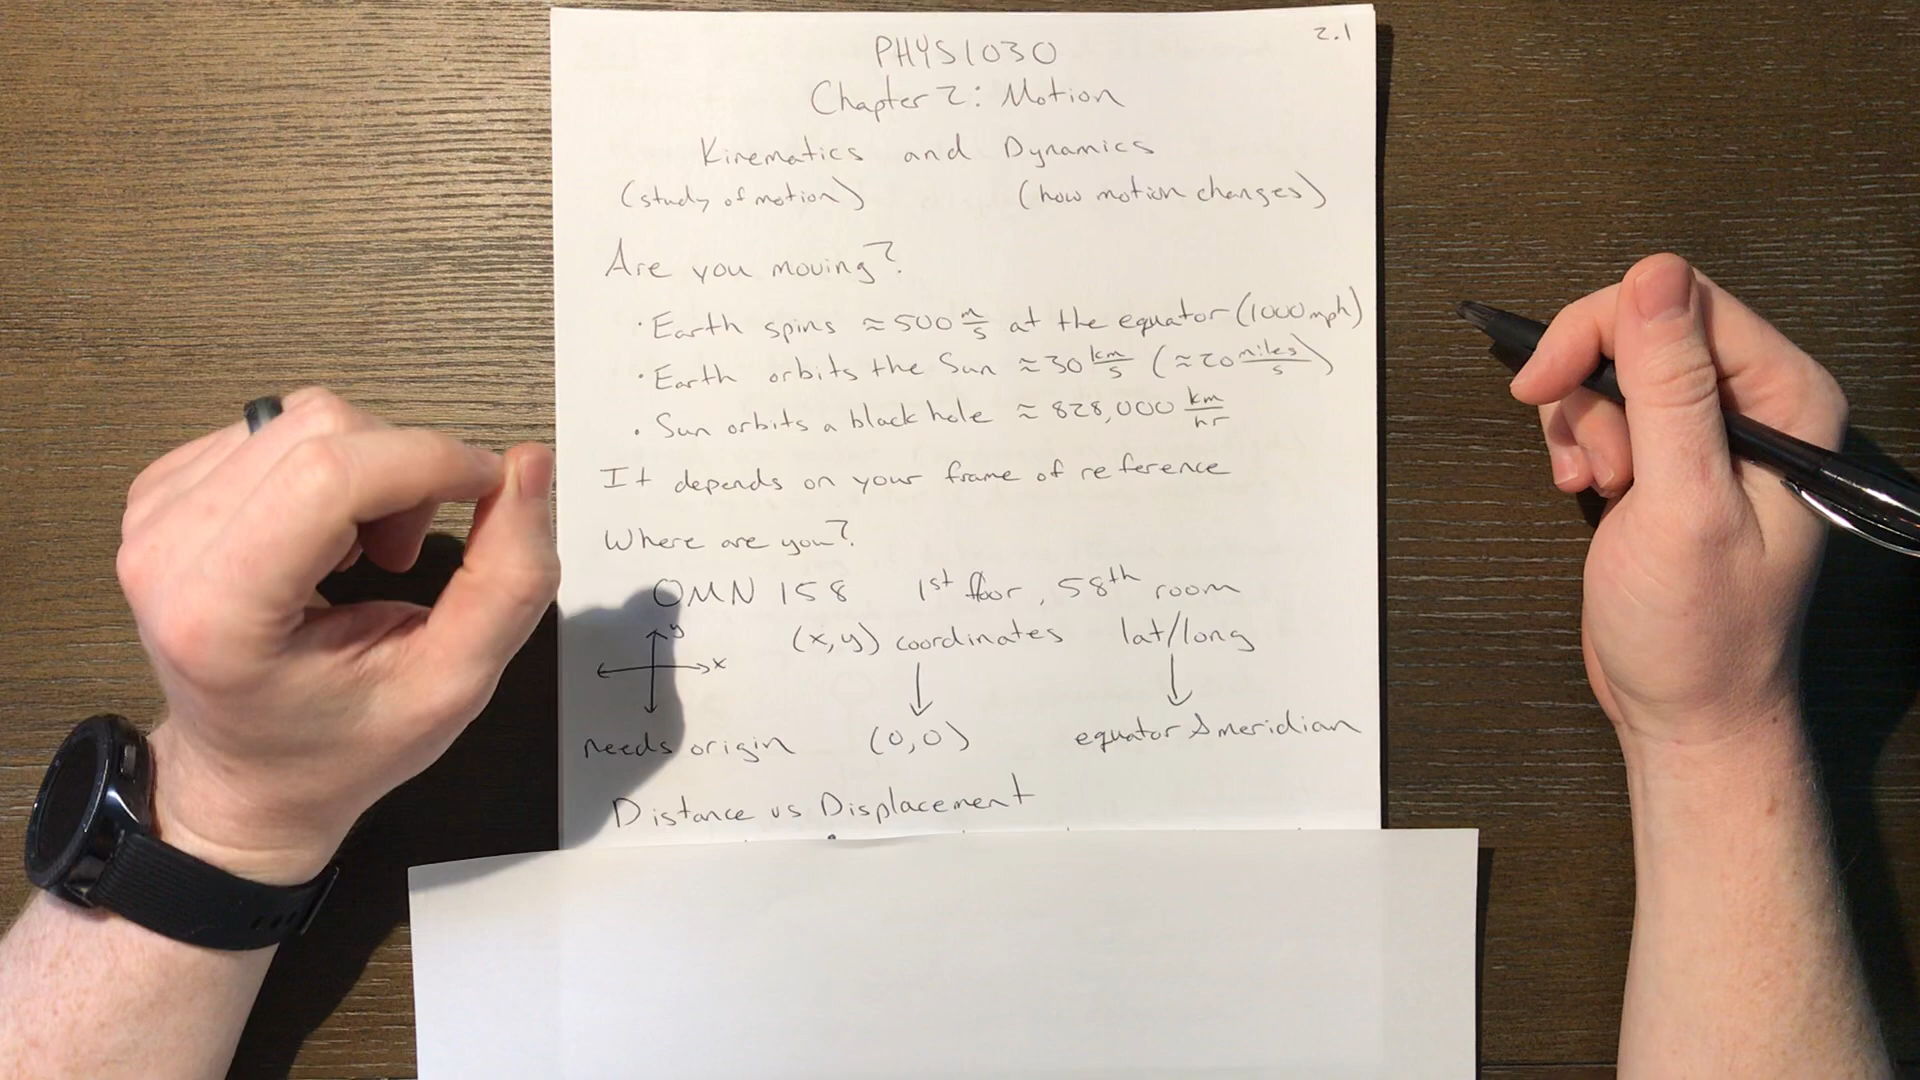 2.1
PHYS1030
Chapter 2: Motion
Kinematics and Dynamics
(study of motion) (how motion changes)
Are you moving?
· Earth spins ≈ 500 m/s at the equator (1000mph)
· Earth orbits the Sun ≈ 30 km/s (≈ 20 miles/s)
· Sun orbits a black hole ≈ 828,000 km/hr
It depends on your frame of reference
Where are you?
OMN 158 1st floor, 58th room
y
x
(x,y) coordinates lat/long
needs origin (0,0) equator & meridian
Distance vs Displacement